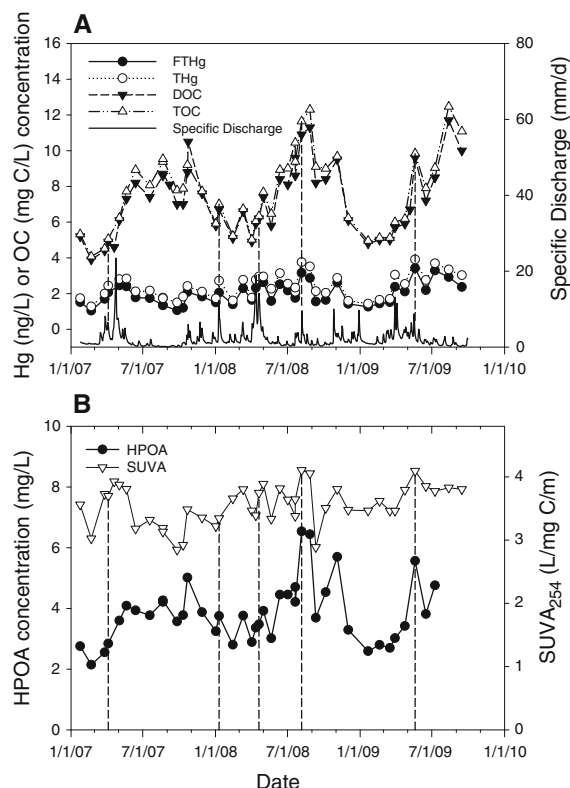 A
Hg (ng/L) or OC (mg C/L) concentration
16
14
12
10
8
6
4
2
0
FTHg
THg
DOC
TOC
Specific Discharge
80
60
40
20
0
Specific Discharge (mm/d)
1/1/07 7/1/07 1/1/08 7/1/08 1/1/09 7/1/09 1/1/10
B
HPOA concentration (mg/L)
10
8
6
4
2
0
HPOA
SUVA
4
3
2
1
0
SUVA254 (L/mg C/m)
1/1/07 7/1/07 1/1/08 7/1/08 1/1/09 7/1/09 1/1/10
Date